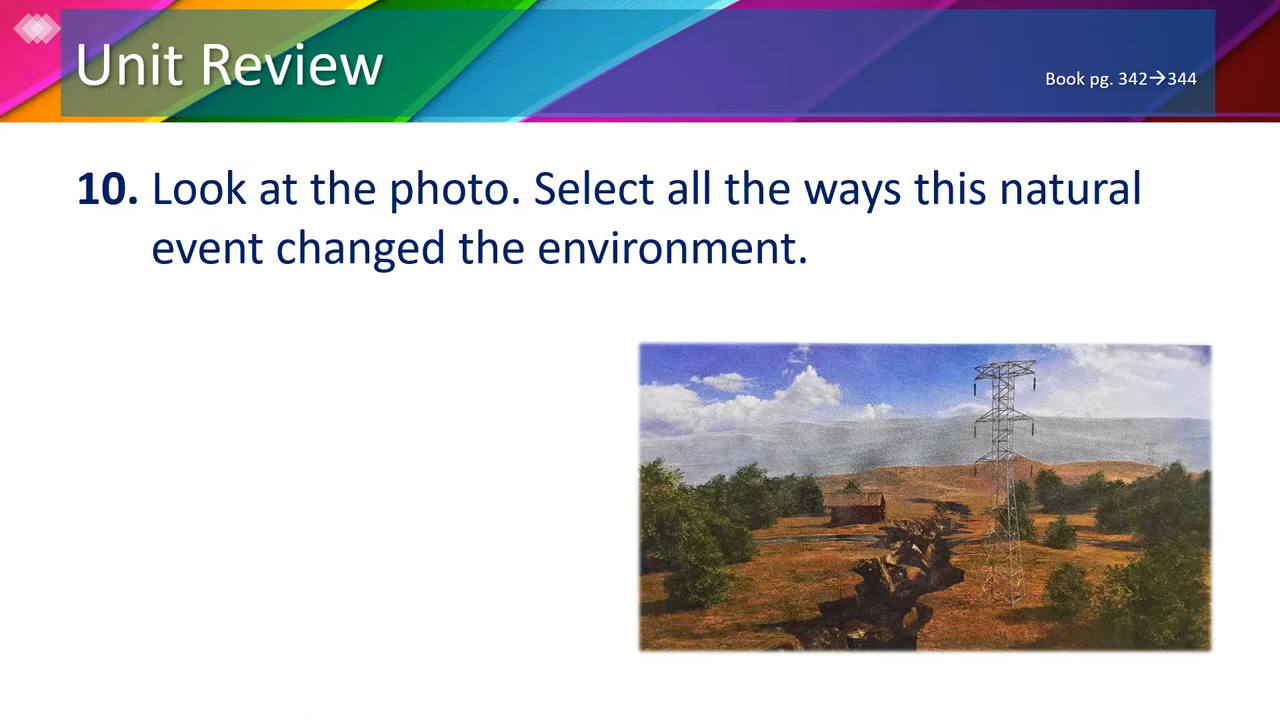 Unit Review
Book pg. 342→344
10. Look at the photo. Select all the ways this natural
event changed the environment.